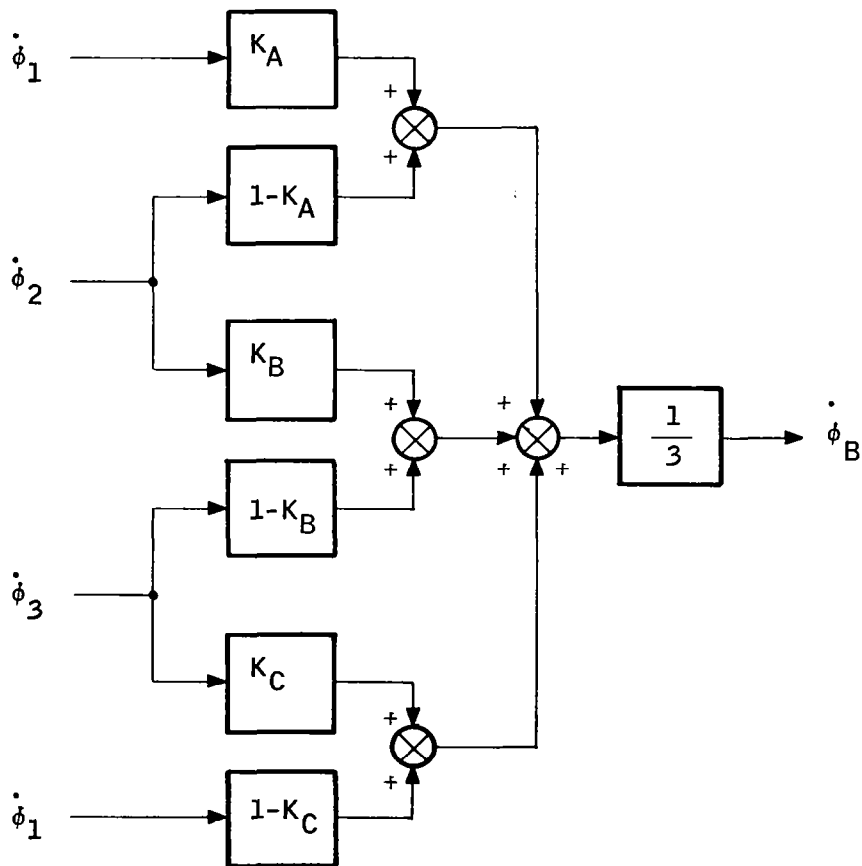 φ̇1
K_A
+
+
1-K_A
φ̇2
K_B
+
+
+
+
+
1/3
φ̇B
1-K_B
φ̇3
K_C
+
+
φ̇1
1-K_C